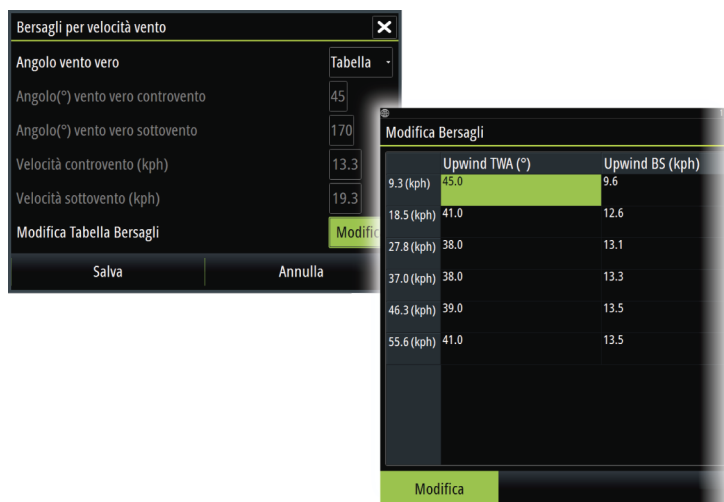 Bersagli per velocità vento
Angolo vento vero Tabella
Angolo(°) vento vero controvento 45
Angolo(°) vento vero sottovento 170
Velocità controvento (kph) 13.3
Velocità sottovento (kph) 19.3
Modifica Tabella Bersagli Modific
Salva Annulla
Modifica Bersagli
Upwind TWA (°) Upwind BS (kph)
9.3 (kph) 45.0 9.6
18.5 (kph) 41.0 12.6
27.8 (kph) 38.0 13.1
37.0 (kph) 38.0 13.3
46.3 (kph) 39.0 13.5
55.6 (kph) 41.0 13.5
Modifica